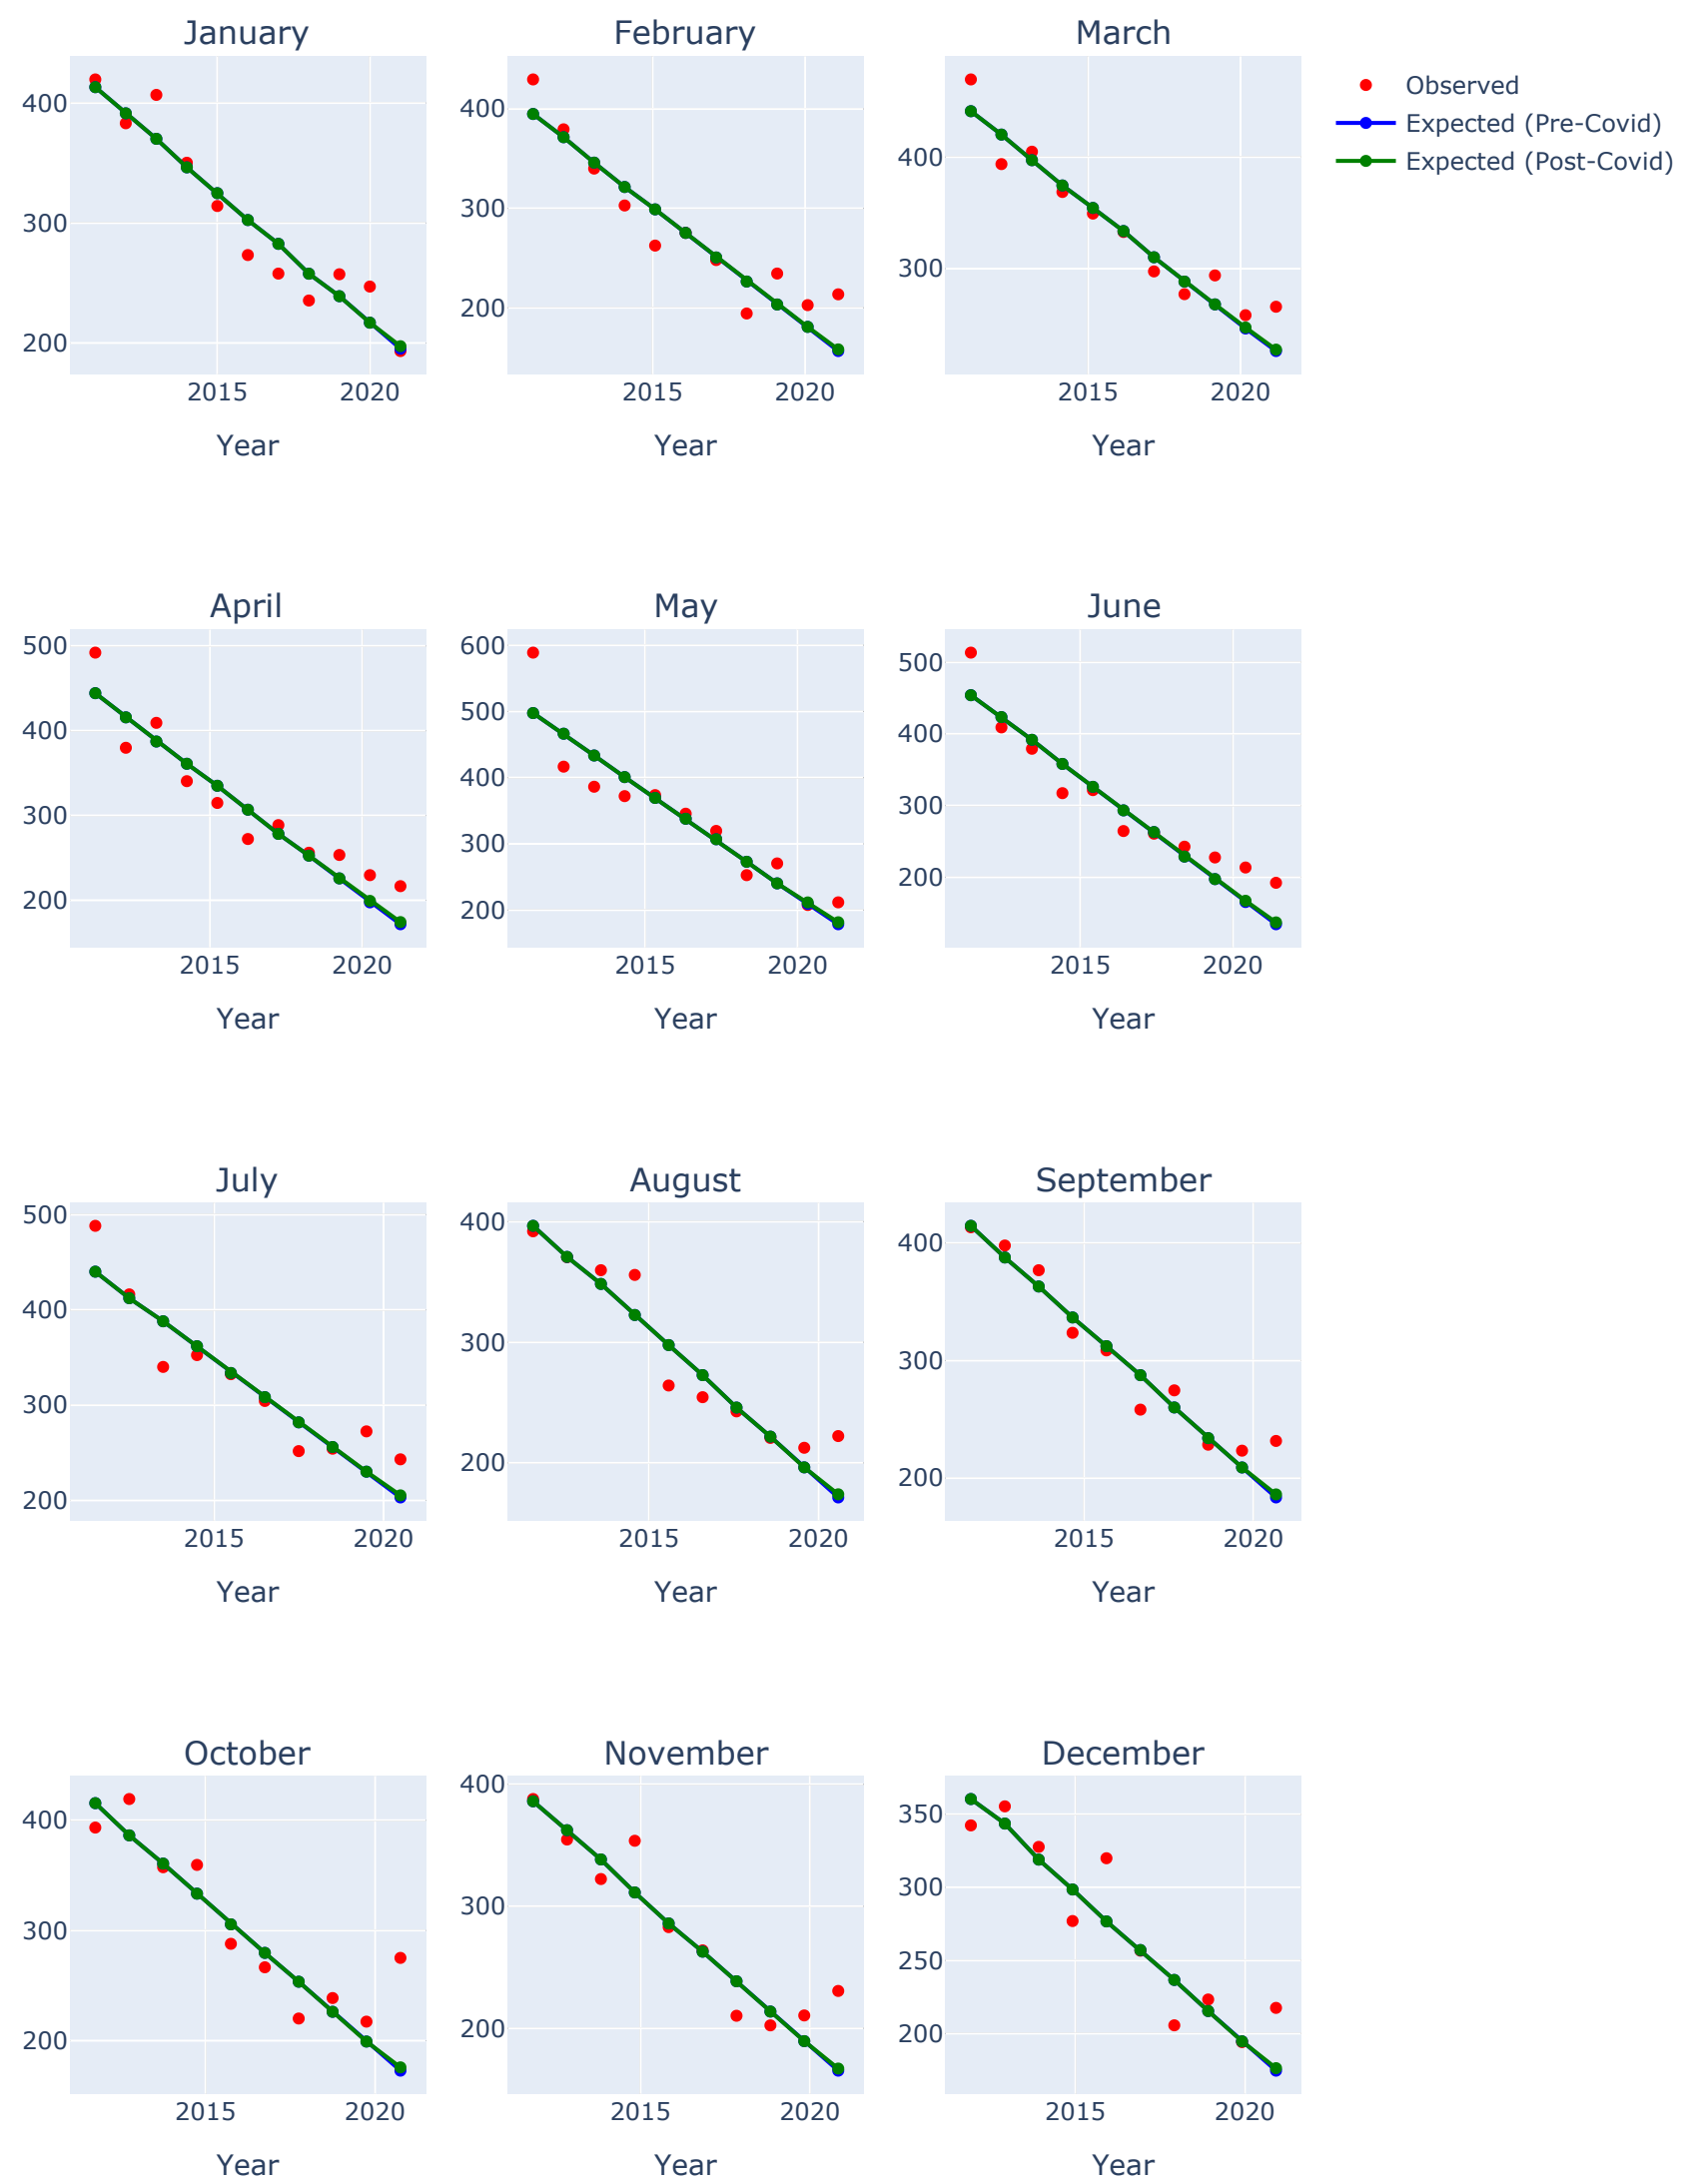 January
February
March
400
300
200
2015
2020
Year
400
300
200
2015
2020
Year
400
300
2015
2020
Year
Observed
Expected (Pre-Covid)
Expected (Post-Covid)
April
May
June
500
400
300
200
2015
2020
Year
600
500
400
300
200
2015
2020
Year
500
400
300
200
2015
2020
Year
July
August
September
500
400
300
200
2015
2020
Year
400
300
200
2015
2020
Year
400
300
200
2015
2020
Year
October
November
December
400
300
200
2015
2020
Year
400
300
200
2015
2020
Year
350
300
250
200
2015
2020
Year